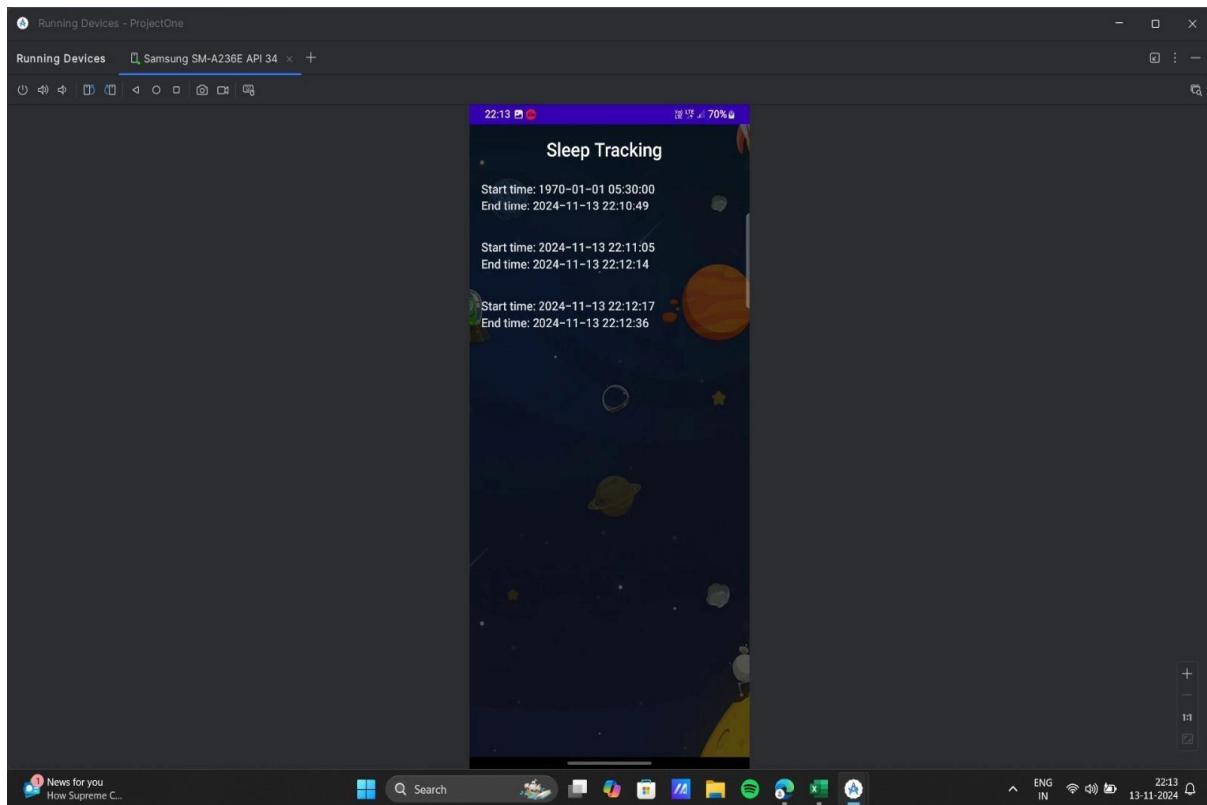 Running Devices - ProjectOne
Running Devices Samsung SM-A236E API 34
22:13 70%
Sleep Tracking
Start time: 1970-01-01 05:30:00
End time: 2024-11-13 22:10:49
Start time: 2024-11-13 22:11:05
End time: 2024-11-13 22:12:14
Start time: 2024-11-13 22:12:17
End time: 2024-11-13 22:12:36
1:1
1 News for you
How Supreme C...
Search
ENG
IN
22:13
13-11-2024